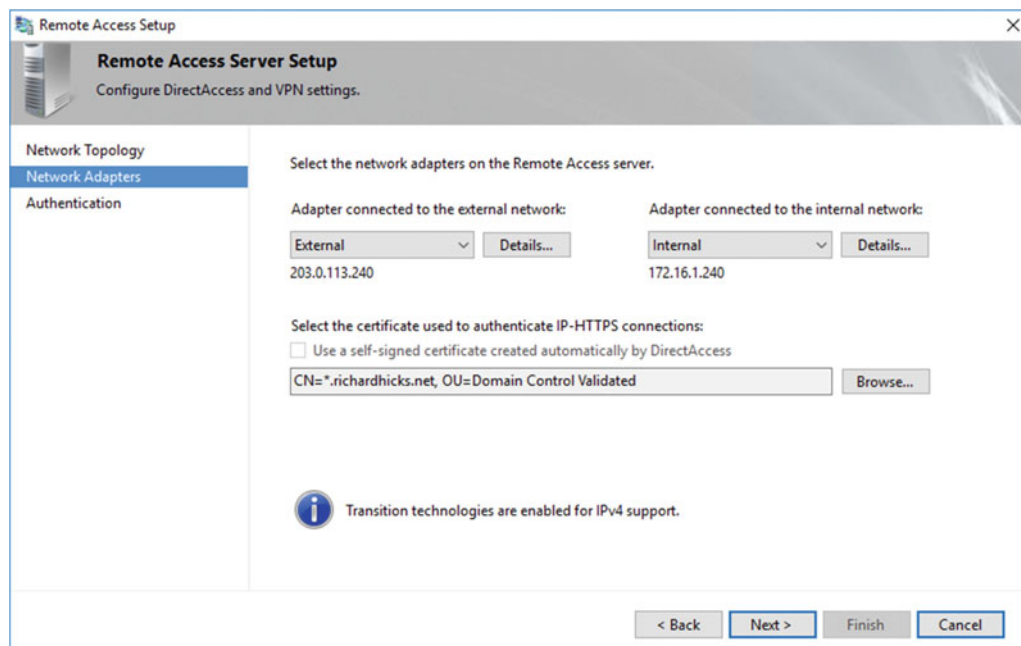 Remote Access Setup
Remote Access Server Setup
Configure DirectAccess and VPN settings.
Network Topology
Network Adapters
Authentication
Select the network adapters on the Remote Access server.
Adapter connected to the external network:
External
Details...
203.0.113.240
Adapter connected to the internal network:
Internal
Details...
172.16.1.240
Select the certificate used to authenticate IP-HTTPS connections:
Use a self-signed certificate created automatically by DirectAccess
CN=*.richardhicks.net, OU=Domain Control Validated
Browse...
Transition technologies are enabled for IPv4 support.
< Back
Next >
Finish
Cancel